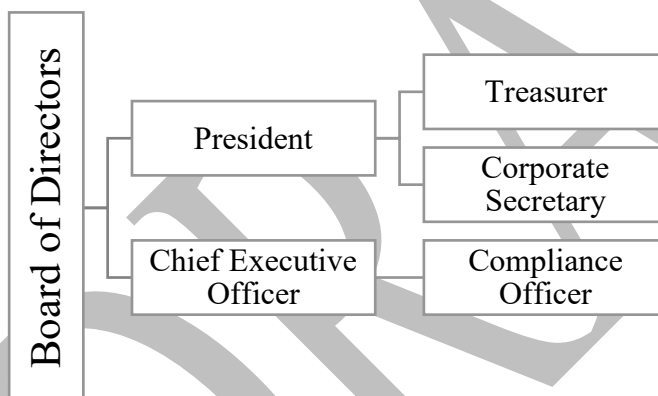 Board of Directors
President
Treasurer
Corporate
Secretary
Chief Executive
Officer
Compliance
Officer